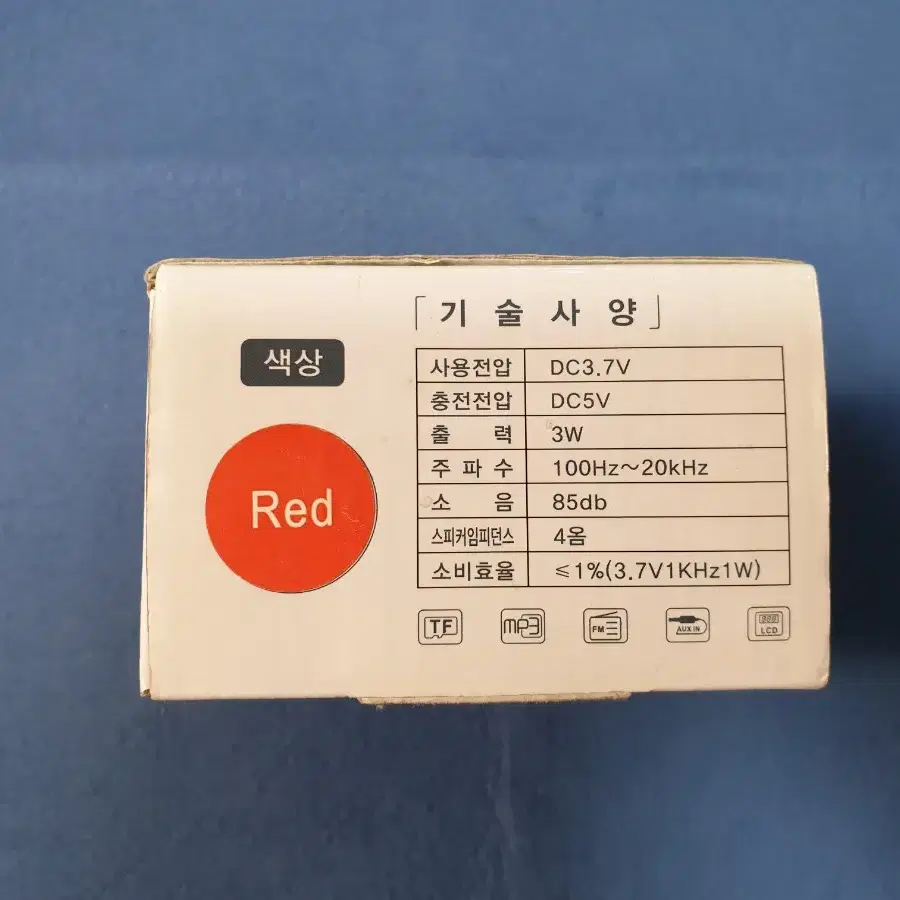 「기술사양」
색상
Red
사용전압 DC3.7V
충전전압 DC5V
출 력 3W
주 파 수 100Hz~20kHz
소 음 85db
스피커임피던스 4옴
소비효율 ≤1%(3.7V1KHz1W)
TF MP3 FM AUX IN LCD